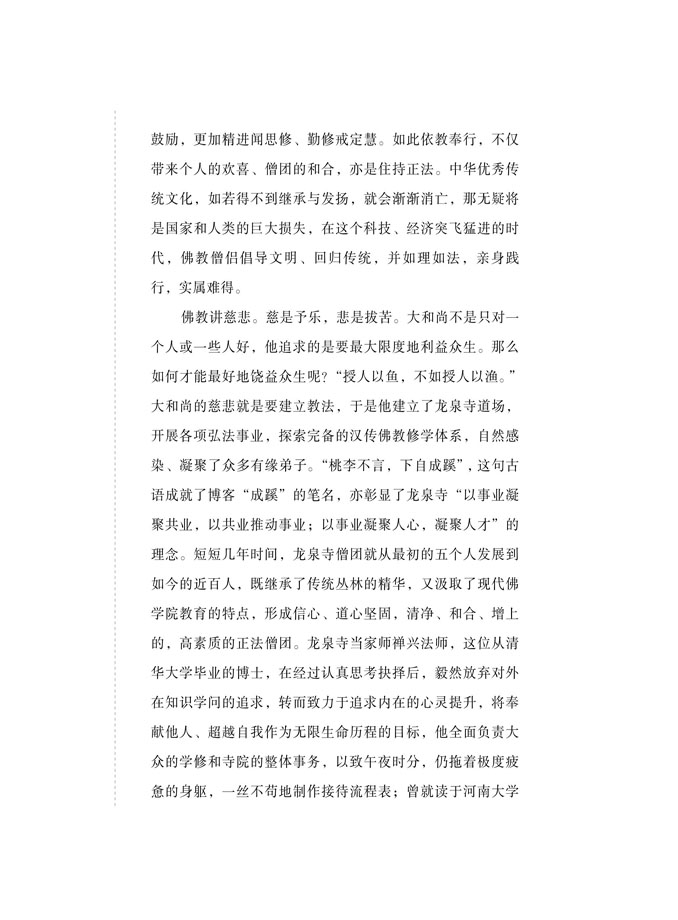 鼓励，更加精进闻思修、勤修戒定慧。如此依教奉行，不仅
带来个人的欢喜、僧团的和合，亦是住持正法。中华优秀传
统文化，如若得不到继承与发扬，就会渐渐消亡，那无疑将
是国家和人类的巨大损失，在这个科技、经济突飞猛进的时
代，佛教僧侣倡导文明、回归传统，并如理如法，亲身践
行，实属难得。
佛教讲慈悲。慈是予乐，悲是拔苦。大和尚不是只对一
个人或一些人好，他追求的是要最大限度地利益众生。那么
如何才能最好地饶益众生呢？“授人以鱼，不如授人以渔。”
大和尚的慈悲就是要建立教法，于是他建立了龙泉寺道场，
开展各项弘法事业，探索完备的汉传佛教修学体系，自然感
染、凝聚了众多有缘弟子。“桃李不言，下自成蹊”，这句古
语成就了博客“成蹊”的笔名，亦彰显了龙泉寺“以事业凝
聚共业，以共业推动事业；以事业凝聚人心，凝聚人才”的
理念。短短几年时间，龙泉寺僧团就从最初的五个人发展到
如今的近百人，既继承了传统丛林的精华，又汲取了现代佛
学院教育的特点，形成信心、道心坚固，清净、和合、增上
的，高素质的正法僧团。龙泉寺当家师禅兴法师，这位从清
华大学毕业的博士，在经过认真思考抉择后，毅然放弃对外
在知识学问的追求，转而致力于追求内在的心灵提升，将奉
献他人、超越自我作为无限生命历程的目标，他全面负责大
众的学修和寺院的整体事务，以致午夜时分，仍拖着极度疲
惫的身躯，一丝不苟地制作接待流程表；曾就读于河南大学